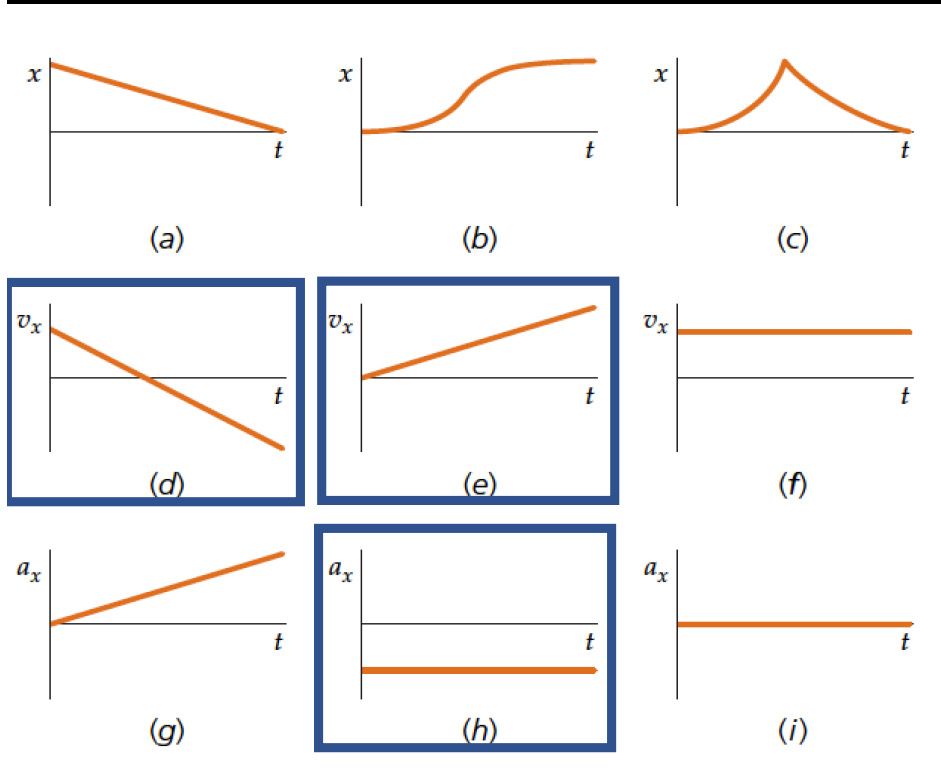 x x x
t t t
(a) (b) (c)
vx vx vx
t t t
(d) (e) (f)
ax ax ax
t t t
(g) (h) (i)